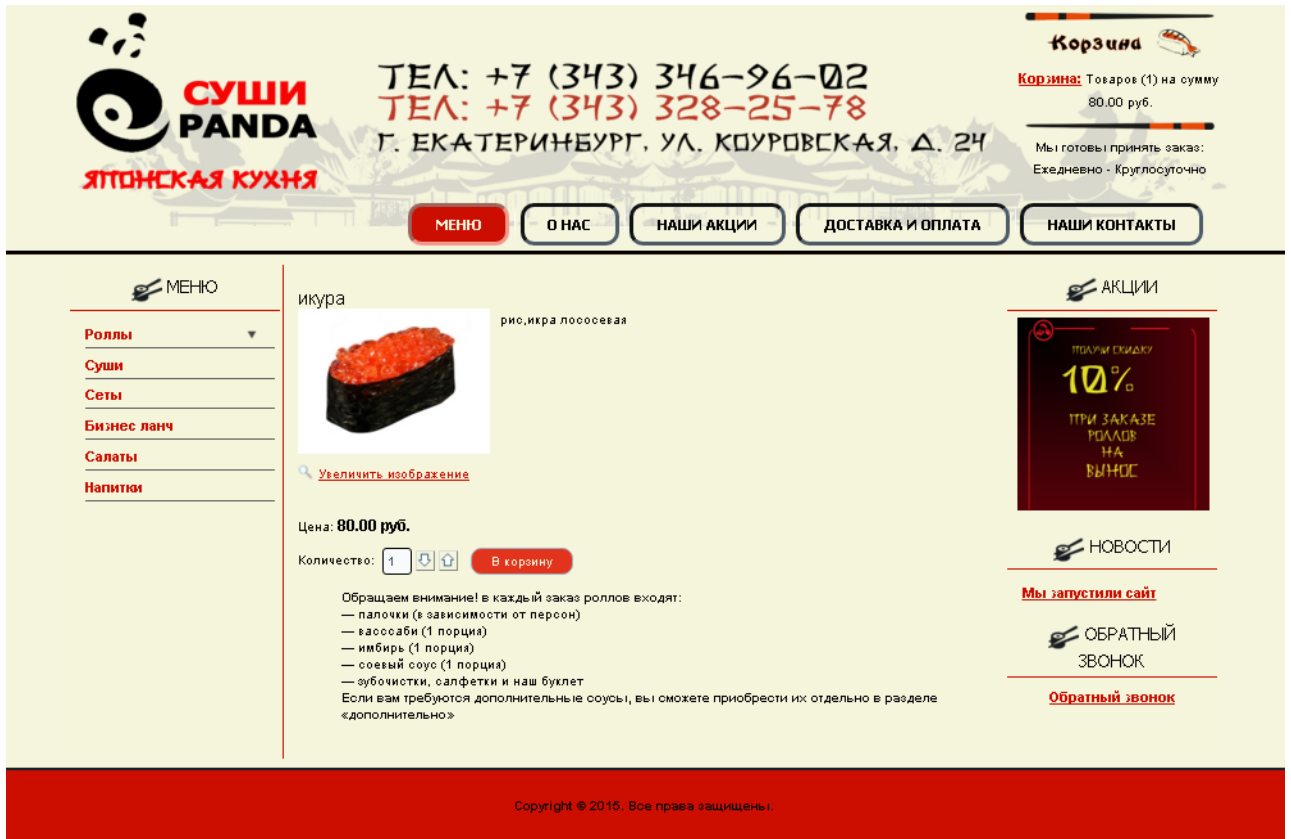 СУШИ
PANDA
ЯПОНСКАЯ КУХНЯ
ТЕЛ: +7 (343) 346-96-02
ТЕЛ: +7 (343) 328-25-78
Г. ЕКАТЕРИНБУРГ, УЛ. КОУРОВСКАЯ, Д. 24
Корзина
Корзина: Товаров (1) на сумму
80.00 руб.
Мы готовы принять заказ:
Ежедневно - Круглосуточно
МЕНЮ
О НАС
НАШИ АКЦИИ
ДОСТАВКА И ОПЛАТА
НАШИ КОНТАКТЫ
МЕНЮ
Роллы
Суши
Сеты
Бизнес ланч
Салаты
Напитки
икура
рис,икра лососевая
Увеличить изображение
Цена: 80.00 руб.
Количество: 1 В корзину
Обращаем внимание! в каждый заказ роллов входят:
— палочки (в зависимости от персон)
— васссаби (1 порция)
— имбирь (1 порция)
— соевый соус (1 порция)
— зубочистки, салфетки и наш буклет
Если вам требуются дополнительные соусы, вы сможете приобрести их отдельно в разделе
«дополнительно»
АКЦИИ
ПОЛУЧИ СКИДКУ
10%
ПРИ ЗАКАЗЕ
РОЛЛОВ
НА
ВЫНОС
НОВОСТИ
Мы запустили сайт
ОБРАТНЫЙ
ЗВОНОК
Обратный звонок
Copyright © 2015. Все права защищены.